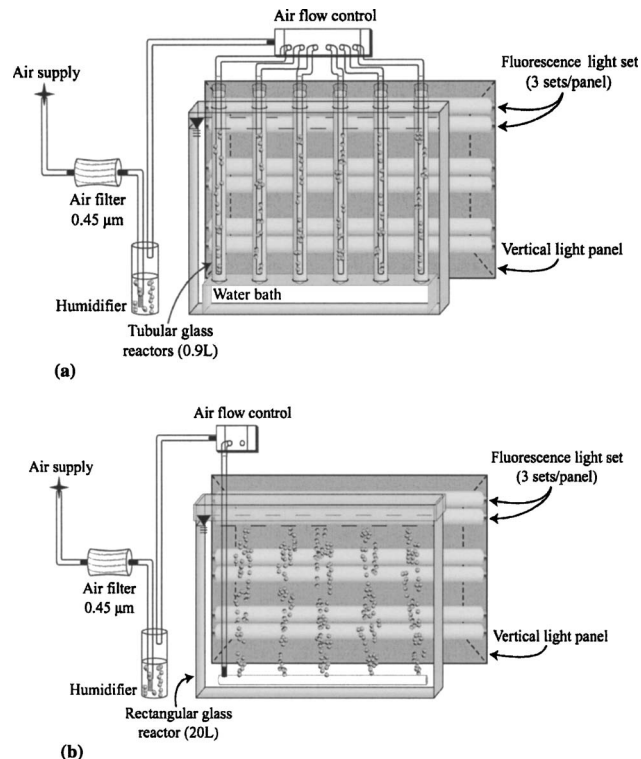 Air flow control
Air supply
Fluorescence light set
(3 sets/panel)
Air filter
0.45 µm
Vertical light panel
Humidifier
Water bath
Tubular glass
reactors (0.9L)
(a)
Air flow control
Air supply
Fluorescence light set
(3 sets/panel)
Air filter
0.45 µm
Vertical light panel
Humidifier
Rectangular glass
reactor (20L)
(b)